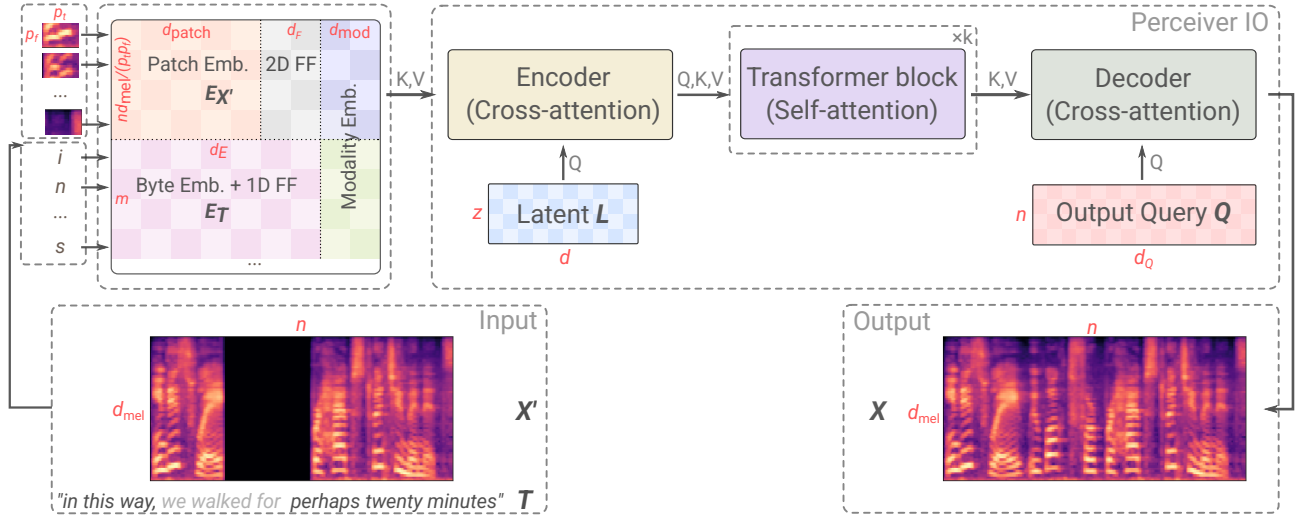 p_t
p_f
...
i
n
...
s
nd_mel/(p_t p_f)
d_patch
d_F
d_mod
Patch Emb.
2D FF
E_X'
Modality Emb.
d_E
m
Byte Emb. + 1D FF
E_T
...
K,V
Perceiver IO
Encoder
(Cross-attention)
Q,K,V
×k
Transformer block
(Self-attention)
K,V
Decoder
(Cross-attention)
Q
Q
z
Latent L
d
n
Output Query Q
d_Q
Input
n
d_mel
X'
"in this way, we walked for perhaps twenty minutes"
T
Output
n
X
d_mel